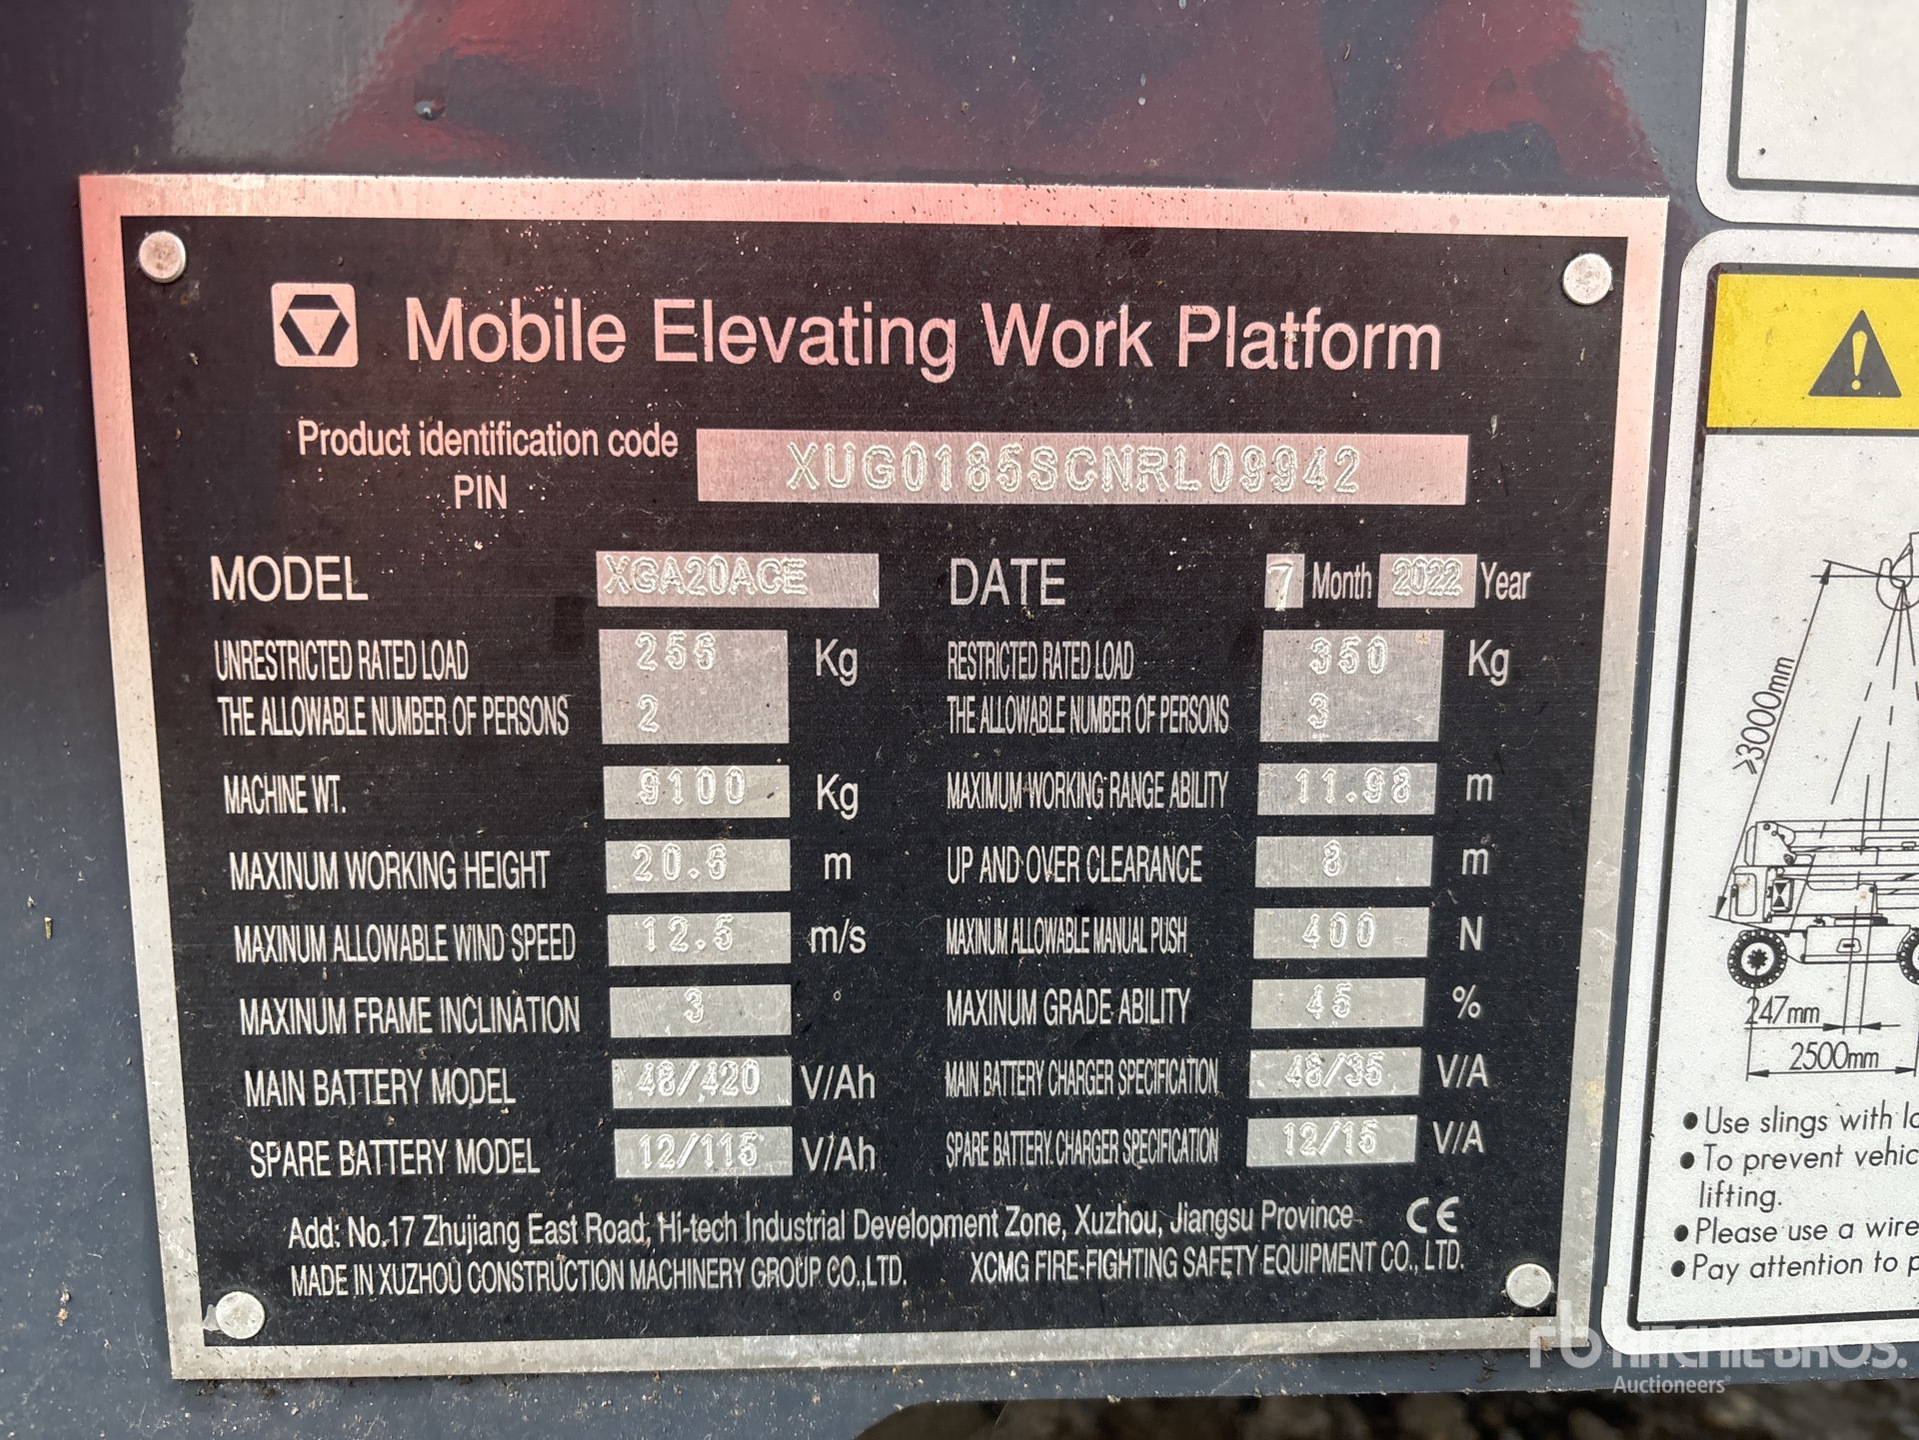 Mobile Elevating Work Platform
Product identification code
PIN
XUG0185SCNRL09942
MODEL XGA20ACE DATE 7 Month 2022 Year
UNRESTRICTED RATED LOAD 256 Kg RESTRICTED RATED LOAD 350 Kg
THE ALLOWABLE NUMBER OF PERSONS 2 THE ALLOWABLE NUMBER OF PERSONS 3
MACHINE WT. 9100 Kg MAXIMUM WORKING RANGE ABILITY 11.98 m
MAXINUM WORKING HEIGHT 20.6 m UP AND OVER CLEARANCE 8 m
MAXINUM ALLOWABLE WIND SPEED 12.5 m/s MAXINUM ALLOWABLE MANUAL PUSH 400 N
MAXINUM FRAME INCLINATION 3 ° MAXINUM GRADE ABILITY 45 %
MAIN BATTERY MODEL 48/420 V/Ah MAIN BATTERY CHARGER SPECIFICATION 48/35 V/A
SPARE BATTERY MODEL 12/115 V/Ah SPARE BATTERY CHARGER SPECIFICATION 12/15 V/A
Add: No.17 Zhujiang East Road, Hi-tech Industrial Development Zone, Xuzhou, Jiangsu Province CE
MADE IN XUZHOU CONSTRUCTION MACHINERY GROUP CO.,LTD. XCMG FIRE-FIGHTING SAFETY EQUIPMENT CO., LTD.
≥3000mm
247mm
2500mm
• Use slings with
• To prevent
lifting.
• Please use a wire
• Pay attention to
rb RITCHIE BROS.
Auctioneers